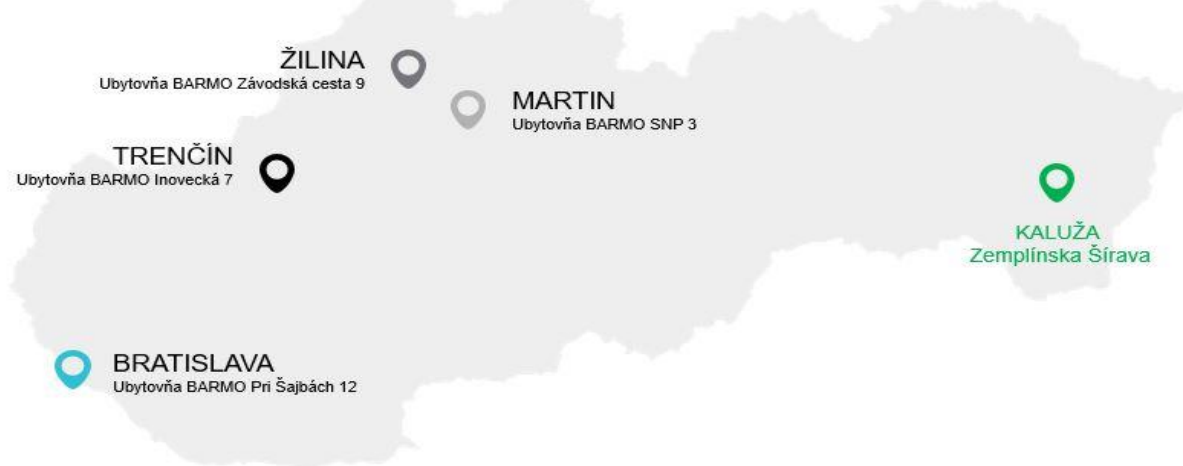 ŽILINA
Ubytovňa BARMO Závodská cesta 9
MARTIN
Ubytovňa BARMO SNP 3
TRENČÍN
Ubytovňa BARMO Inovecká 7
KALUŽA
Zemplínska Šírava
BRATISLAVA
Ubytovňa BARMO Pri Šajbách 12